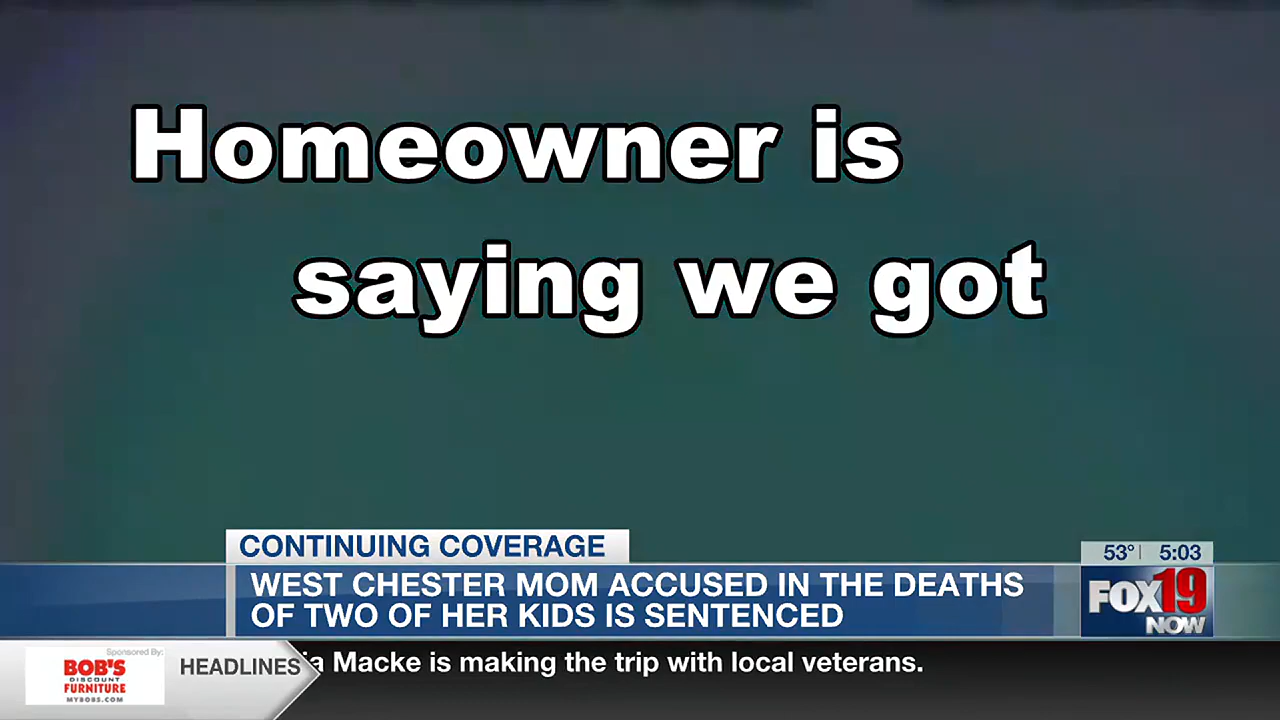 Homeowner is
saying we got
CONTINUING COVERAGE
WEST CHESTER MOM ACCUSED IN THE DEATHS
OF TWO OF HER KIDS IS SENTENCED
53° 5:03
FOX19
NOW
Sponsored By:
BOB'S
DISCOUNT
FURNITURE
MYBOBS.COM
HEADLINES
ia Macke is making the trip with local veterans.